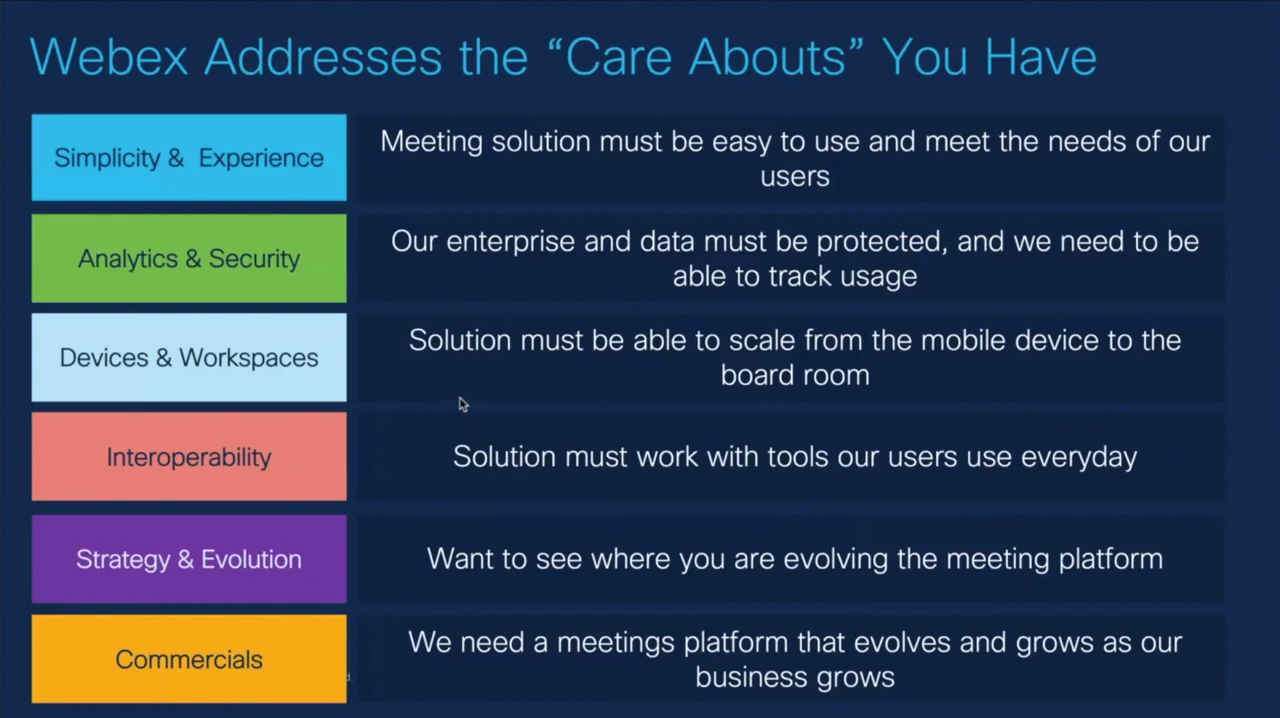 Webex Addresses the “Care Abouts” You Have
Simplicity & Experience
Meeting solution must be easy to use and meet the needs of our
users
Analytics & Security
Our enterprise and data must be protected, and we need to be
able to track usage
Devices & Workspaces
Solution must be able to scale from the mobile device to the
board room
Interoperability
Solution must work with tools our users use everyday
Strategy & Evolution
Want to see where you are evolving the meeting platform
Commercials
We need a meetings platform that evolves and grows as our
business grows